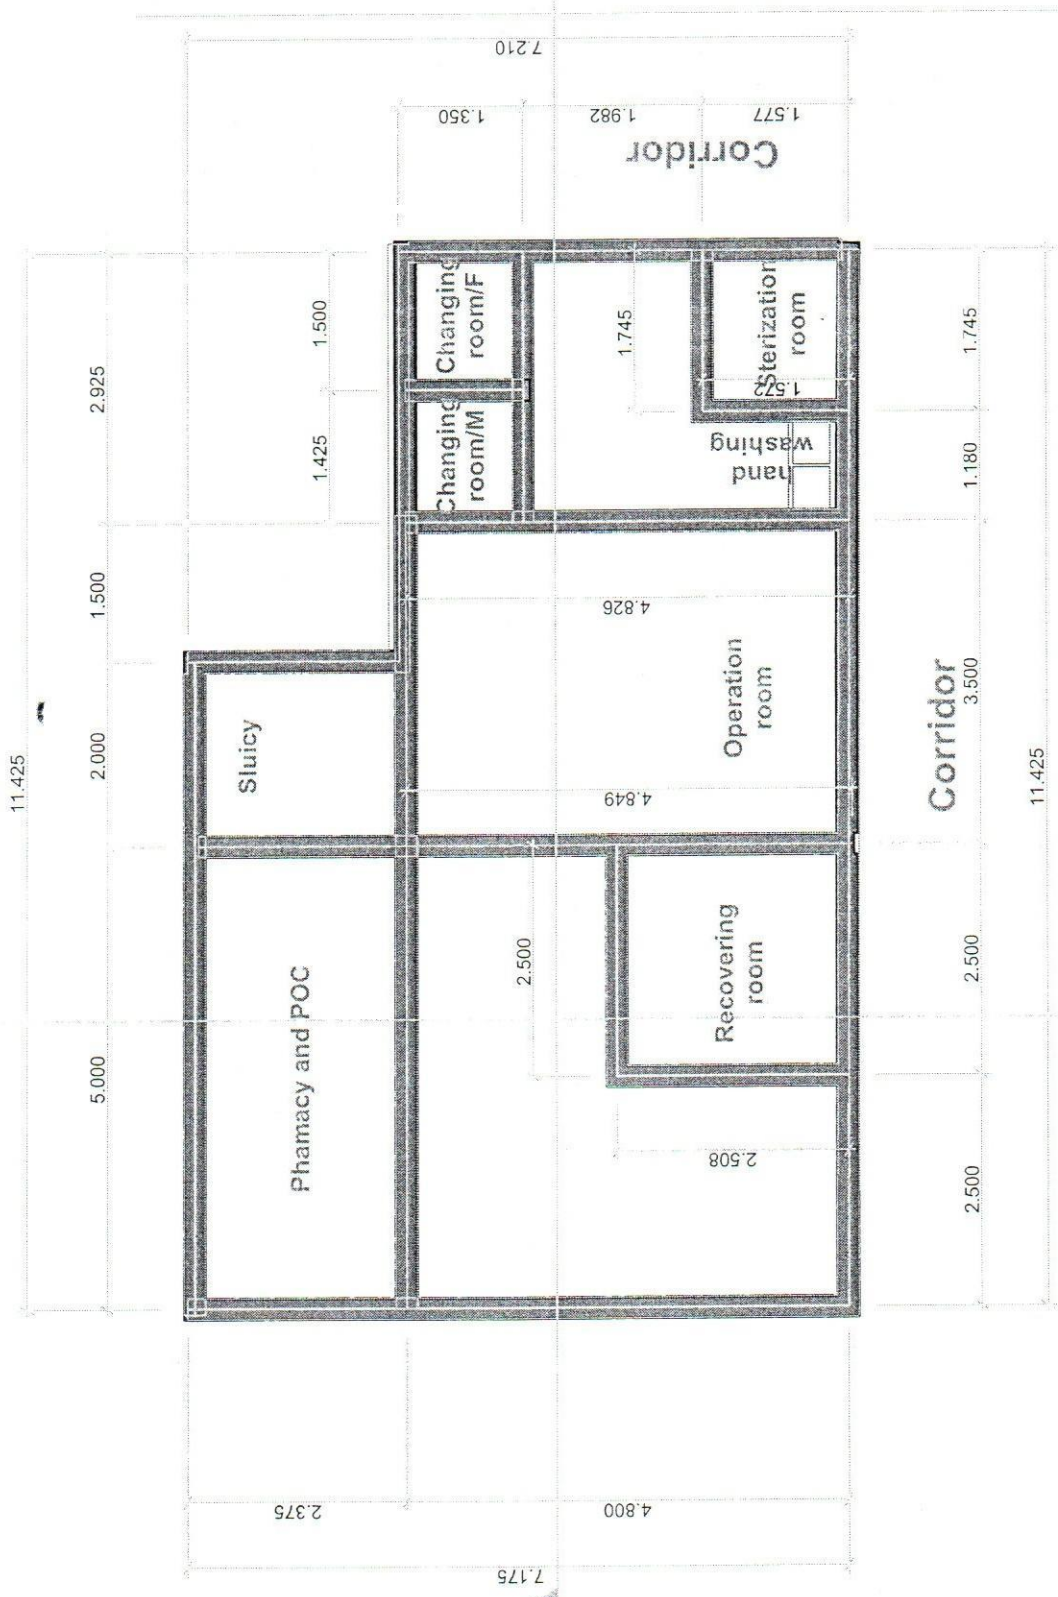 11.425
2.925
1.500
2.000
5.000
1.500
1.425
7.210
1.350
1.982
1.577
Corridor
Changing
room/F
Changing
room/M
1.745
Sterization
room
1.572
hand
washing
Sluicy
4.826
Operation
room
4.849
Phamacy and POC
2.500
Recovering
room
2.508
1.745
1.180
3.500
2.500
2.500
Corridor
11.425
2.375
4.800
7.175